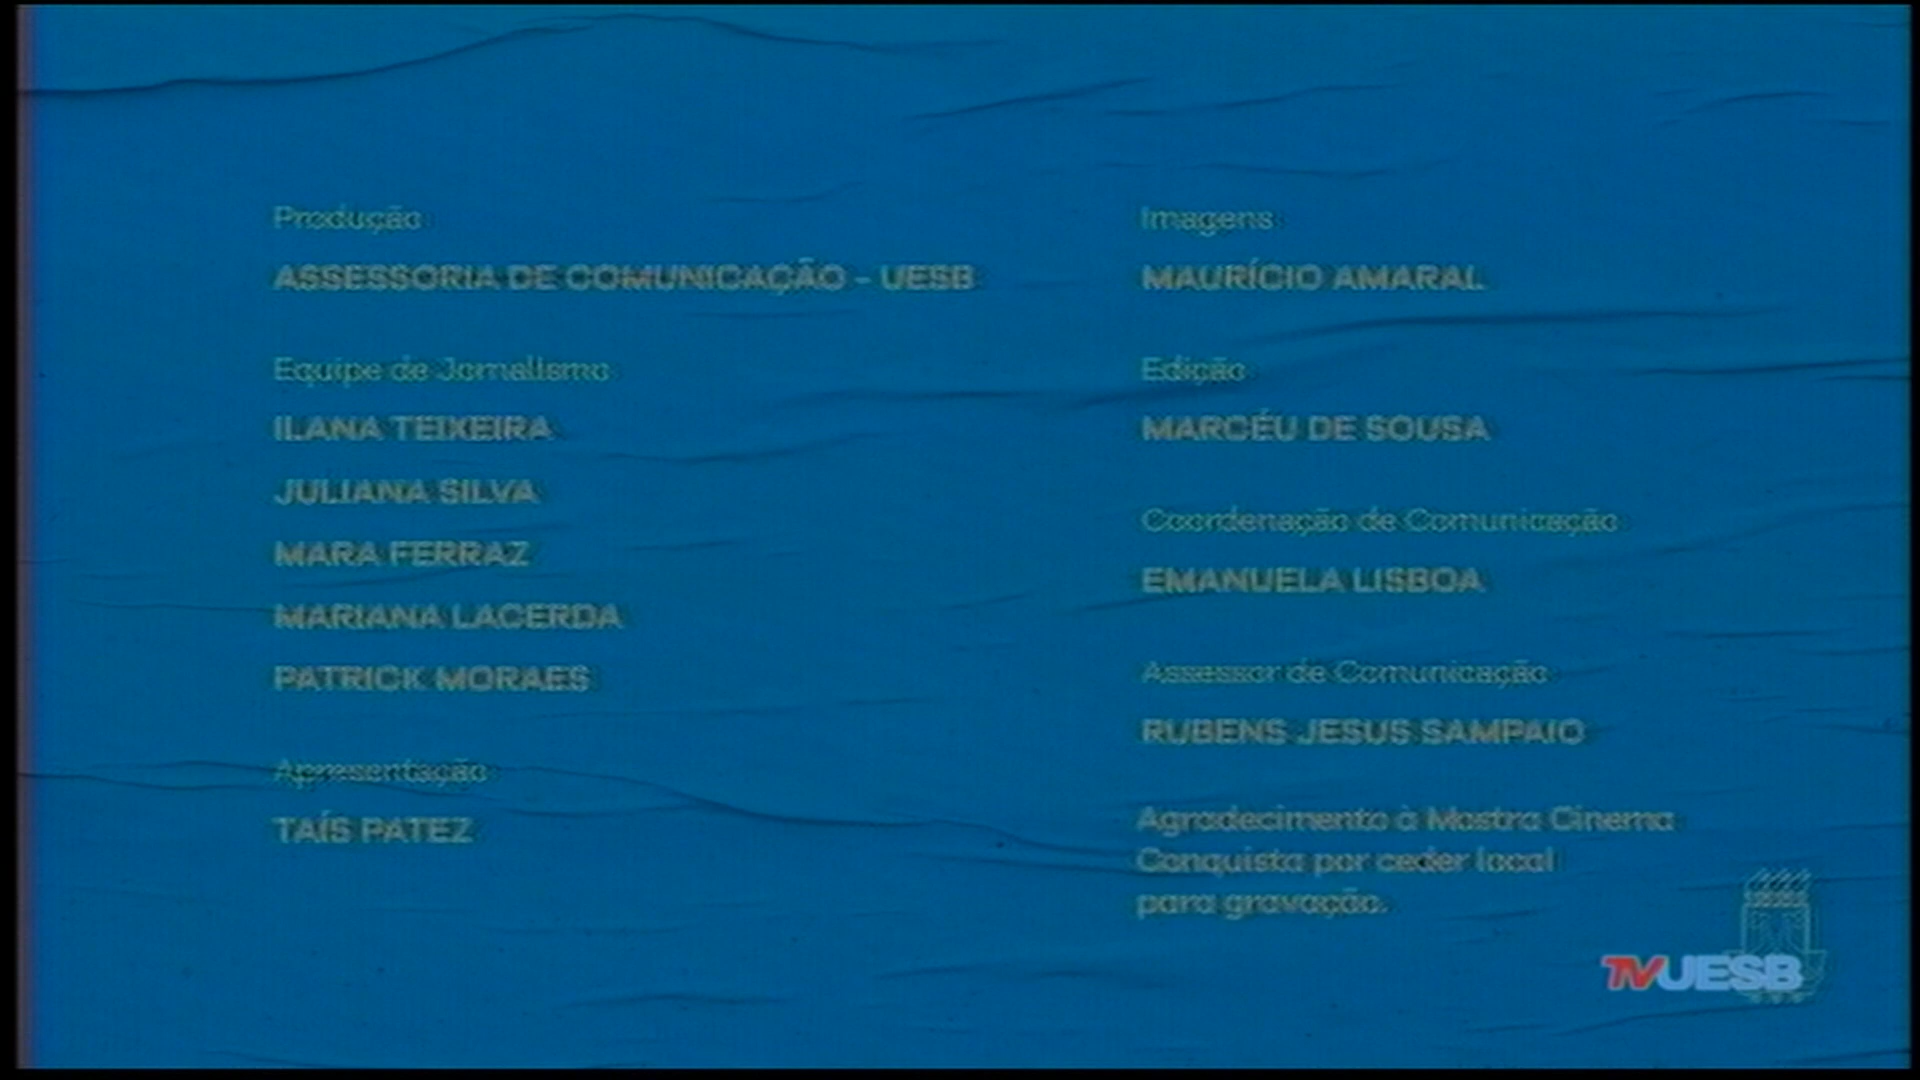 Produção
ASSESSORIA DE COMUNICAÇÃO - UESB
Equipe de Jornalismo
ILANA TEIXEIRA
JULIANA SILVA
MARA FERRAZ
MARIANA LACERDA
PATRICK MORAES
Apresentação
TAÍS PATEZ
Imagens
MAURÍCIO AMARAL
Edição
MARCÉU DE SOUSA
Coordenação de Comunicação
EMANUELA LISBOA
Assessor de Comunicação
RUBENS JESUS SAMPAIO
Agradecimento à Mostra Cinema
Conquista por ceder local
para gravação.
TVUESB